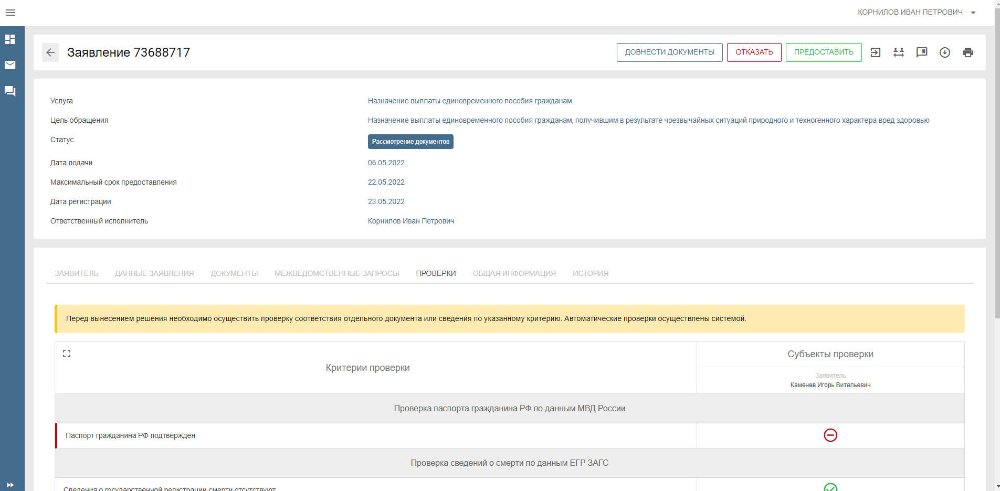 КОРНИЛОВ ИВАН ПЕТРОВИЧ
Заявление 73688717
ДОВНЕСТИ ДОКУМЕНТЫ
ОТКАЗАТЬ
ПРЕДОСТАВИТЬ
Услуга
Назначение выплаты единовременного пособия гражданам
Цель обращения
Назначение выплаты единовременного пособия гражданам, получившим в результате чрезвычайных ситуаций природного и техногенного характера вред здоровью
Статус
Рассмотрение документов
Дата подачи
06.05.2022
Максимальный срок предоставления
22.05.2022
Дата регистрации
23.05.2022
Ответственный исполнитель
Корнилов Иван Петрович
ЗАЯВИТЕЛЬ
ДАННЫЕ ЗАЯВЛЕНИЯ
ДОКУМЕНТЫ
МЕЖВЕДОМСТВЕННЫЕ ЗАПРОСЫ
ПРОВЕРКИ
ОБЩАЯ ИНФОРМАЦИЯ
ИСТОРИЯ
Перед вынесением решения необходимо осуществить проверку соответствия отдельного документа или сведения по указанному критерию. Автоматические проверки осуществлены системой.
Критерии проверки
Субъекты проверки
Заявитель
Каменев Игорь Витальевич
Проверка паспорта гражданина РФ по данным МВД России
Паспорт гражданина РФ подтвержден
Проверка сведений о смерти по данным ЕГР ЗАГС
Сведения о государственной регистрации смерти отсутствуют